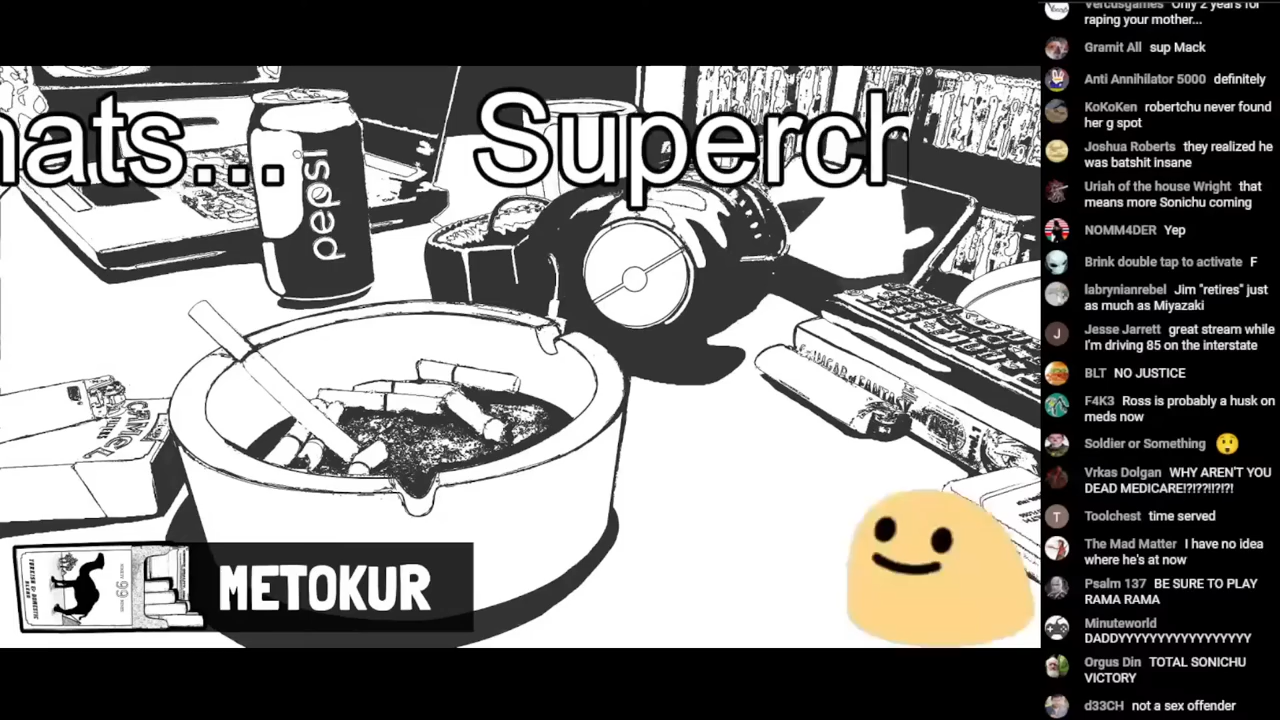 hats... Superch
pepsi
CAMEL
METOKUR
99
Vercusgames Only 2 years for
raping your mother...
Gramit All sup Mack
Anti Annihilator 5000 definitely
KoKoKen robertchu never found
her g spot
Joshua Roberts they realized he
was batshit insane
Uriah of the house Wright that
means more Sonichu coming
NOMM4DER Yep
Brink double tap to activate F
labrynianrebel Jim "retires" just
as much as Miyazaki
J
Jesse Jarrett great stream while
I'm driving 85 on the interstate
BLT NO JUSTICE
F4K3 Ross is probably a husk on
meds now
Soldier or Something 😲
Vrkas Dolgan WHY AREN'T YOU
DEAD MEDICARE!?!??!!?!?!
T
Toolchest time served
The Mad Matter I have no idea
where he's at now
Psalm 137 BE SURE TO PLAY
RAMA RAMA
Minuteworld
DADDYYYYYYYYYYYYYYYYY
Orgus Din TOTAL SONICHU
VICTORY
d33CH not a sex offender